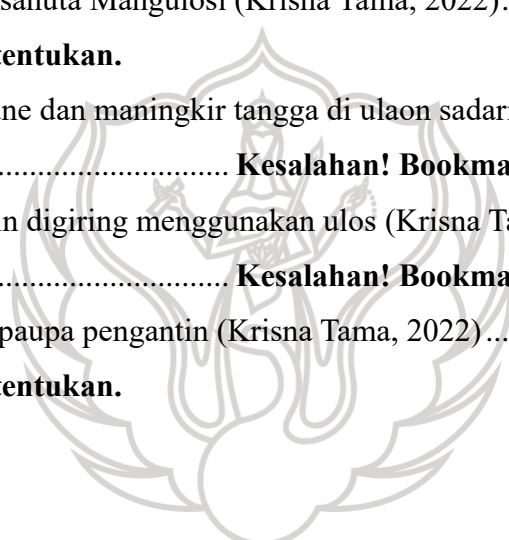 sahuta Mangulosi (Krisna Tama, 2022).
tentukan.
ne dan maningkir tangga di ulaon sadari
........................... Kesalahan! Bookma
n digiring menggunakan ulos (Krisna Ta
........................... Kesalahan! Bookma
paupa pengantin (Krisna Tama, 2022) ...
tentukan.